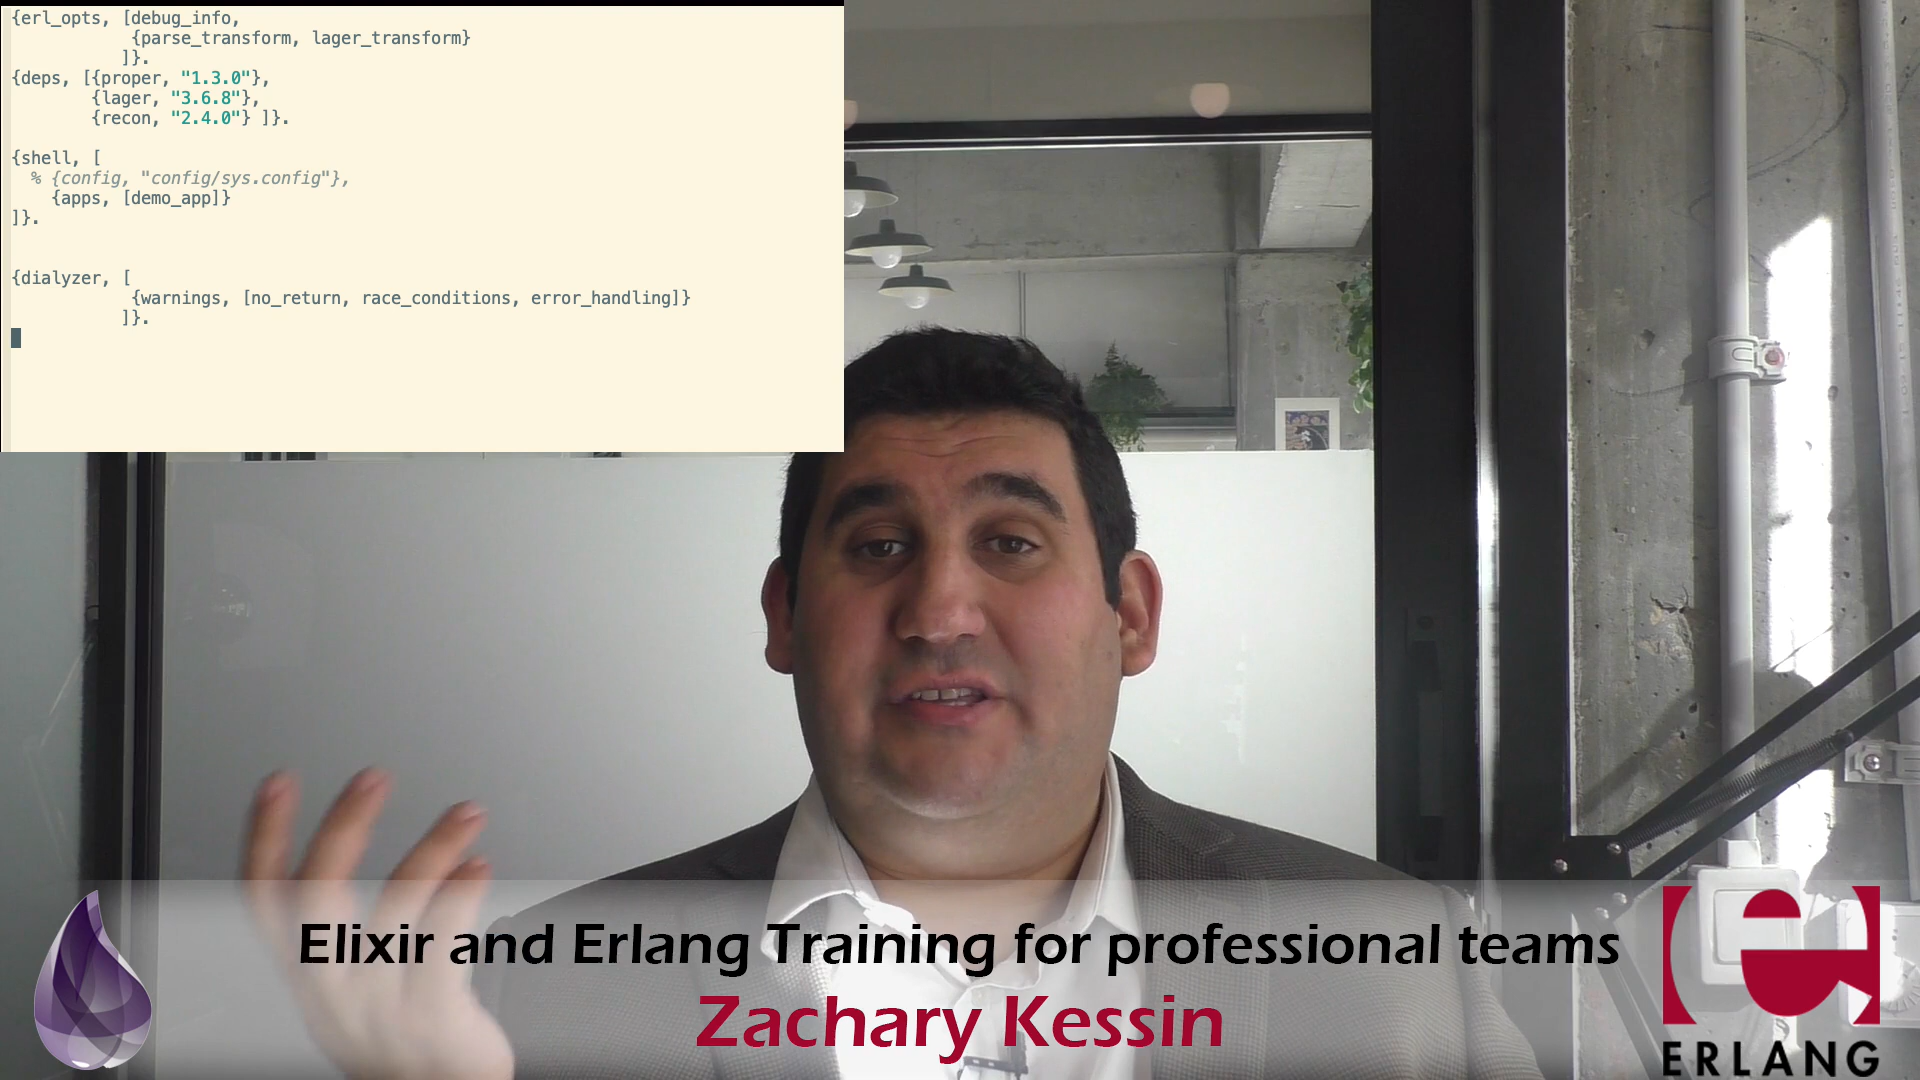 {erl_opts, [debug_info,
{parse_transform, lager_transform}
]}.
{deps, [{proper, "1.3.0"},
{lager, "3.6.8"},
{recon, "2.4.0"} ]}.
{shell, [
% {config, "config/sys.config"},
{apps, [demo_app]}
]}.
{dialyzer, [
{warnings, [no_return, race_conditions, error_handling]}
]}.
Elixir and Erlang Training for professional teams
Zachary Kessin
ERLANG